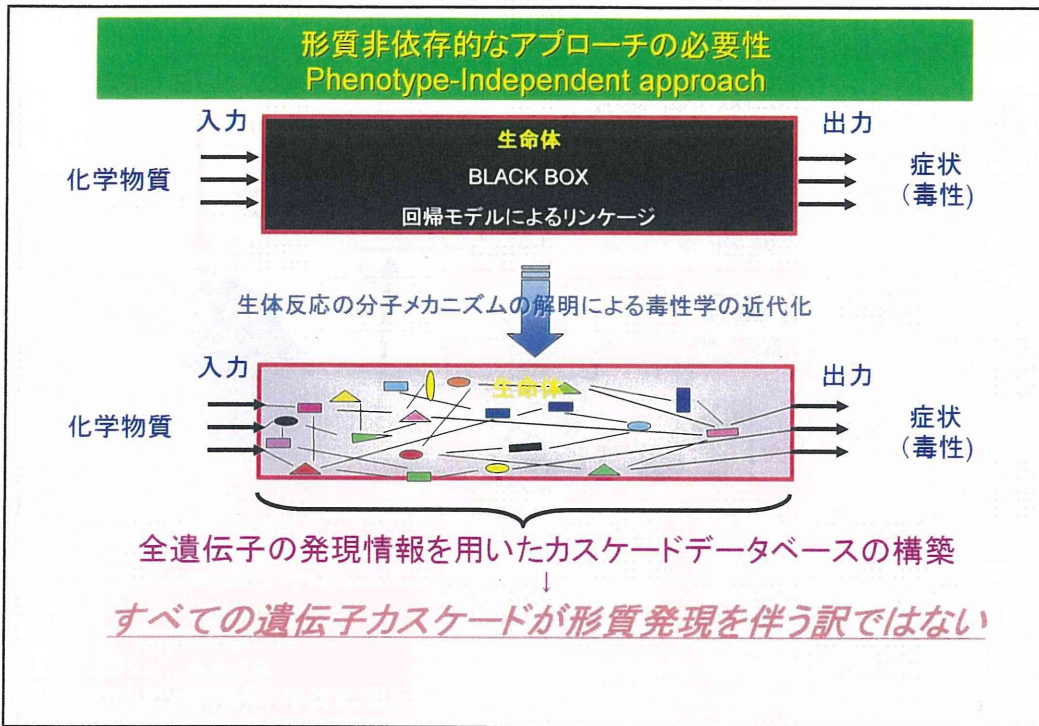 形質非依存的なアプローチの必要性
Phenotype-Independent approach
入力
出力
化学物質
生命体
BLACK BOX
回帰モデルによるリンケージ
症状
(毒性)
生体反応の分子メカニズムの解明による毒性学の近代化
入力
出力
化学物質
生命体
症状
(毒性)
全遺伝子の発現情報を用いたカスケードデータベースの構築
↓
すべての遺伝子カスケードが形質発現を伴う訳ではない
3